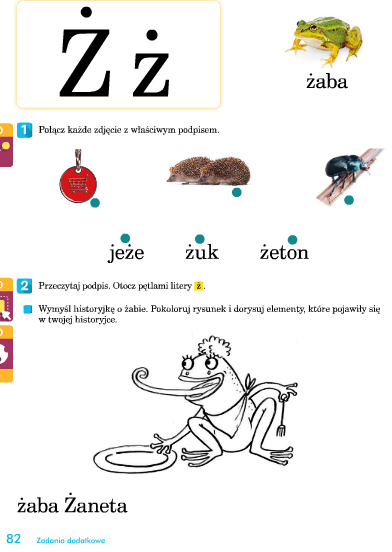 Ż ż
żaba
1 Połącz każde zdjęcie z właściwym podpisem.
jeże żuk żeton
2 Przeczytaj podpis. Otocz pętlami litery ż.
Wymyśl historyjkę o żabie. Pokoloruj rysunek i dorysuj elementy, które pojawiły się
w twojej historyjce.
żaba Żaneta
82 Zadania dodatkowe